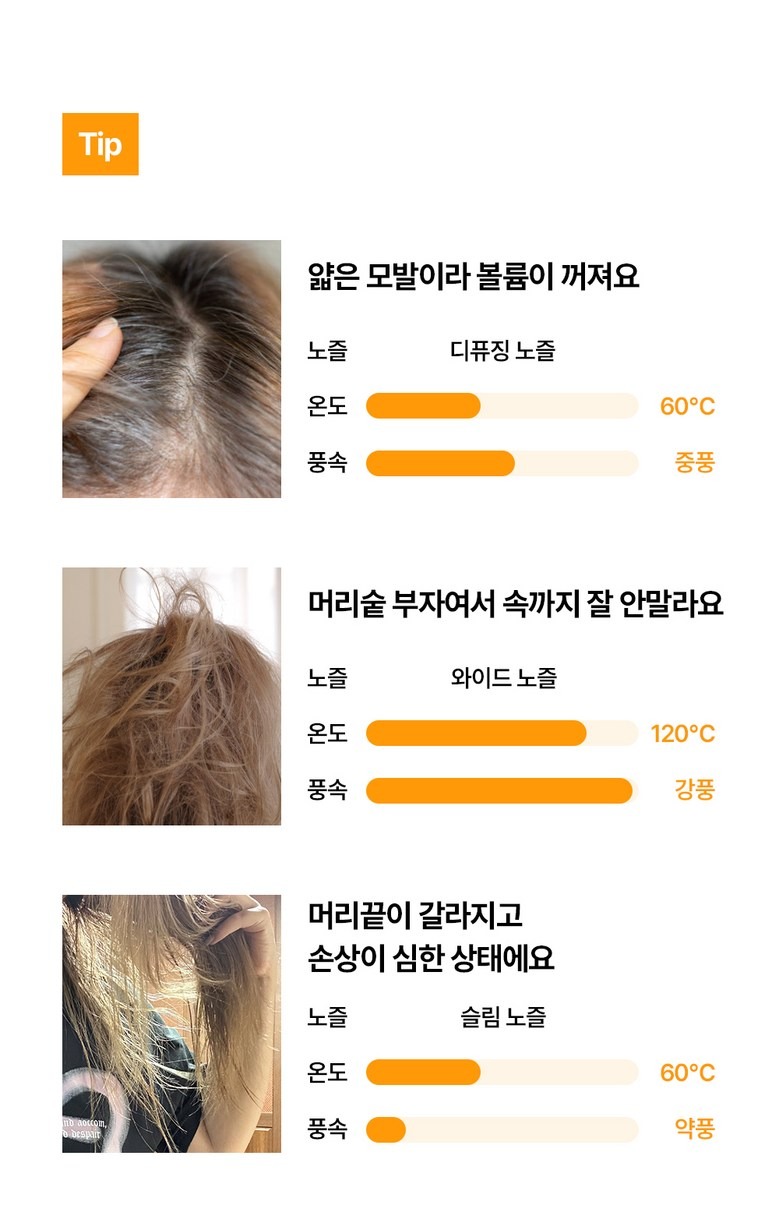 Tip
얇은 모발이라 볼륨이 꺼져요
노즐 디퓨징 노즐
온도 60°C
풍속 중풍
머리숱 부자여서 속까지 잘 안말라요
노즐 와이드 노즐
온도 120°C
풍속 강풍
머리끝이 갈라지고
손상이 심한 상태에요
노즐 슬림 노즐
온도 60°C
풍속 약풍
and
despair